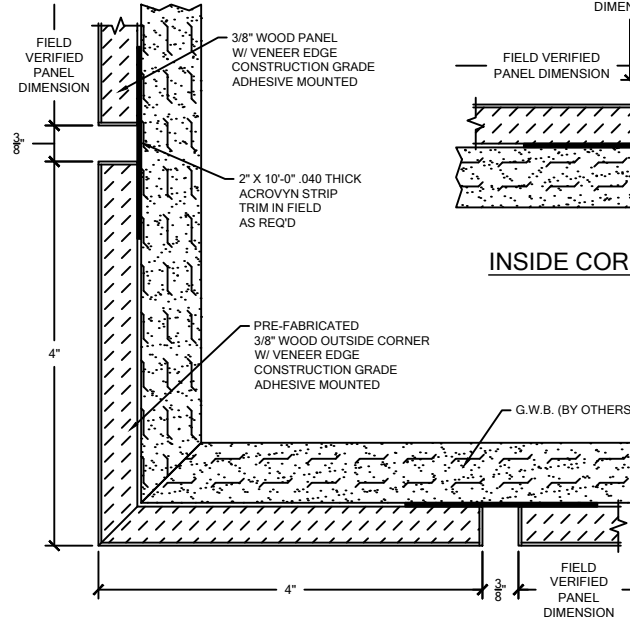 DIMEN
FIELD
VERIFIED
PANEL
DIMENSION
3/8" WOOD PANEL
W/ VENEER EDGE
CONSTRUCTION GRADE
ADHESIVE MOUNTED
FIELD VERIFIED
PANEL DIMENSION
3/8"
2" X 10'-0" .040 THICK
ACROVYN STRIP
TRIM IN FIELD
AS REQ'D
INSIDE COR
4"
PRE-FABRICATED
3/8" WOOD OUTSIDE CORNER
W/ VENEER EDGE
CONSTRUCTION GRADE
ADHESIVE MOUNTED
G.W.B. (BY OTHERS
4"
3/8"
FIELD
VERIFIED
PANEL
DIMENSION